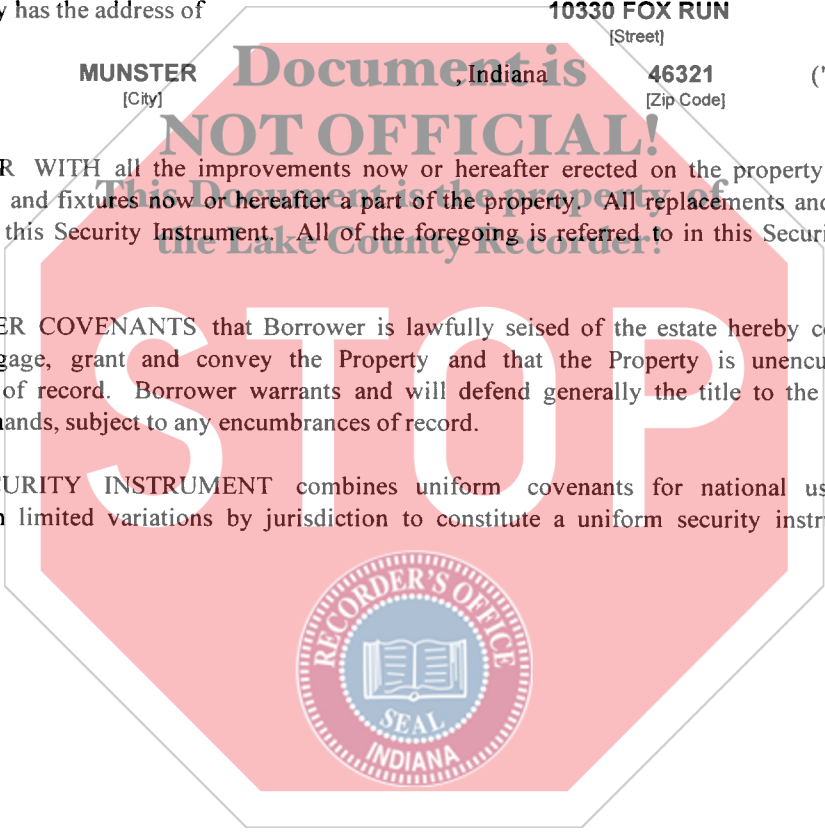 y has the address of 10330 FOX RUN
[Street]
MUNSTER , Indiana 46321 ("
[City] [Zip Code]
Document is
NOT OFFICIAL!
This Document is the property of
the Lake County Recorder!
R WITH all the improvements now or hereafter erected on the property
and fixtures now or hereafter a part of the property. All replacements and
this Security Instrument. All of the foregoing is referred to in this Securi
ER COVENANTS that Borrower is lawfully seised of the estate hereby co
gage, grant and convey the Property and that the Property is unencu
of record. Borrower warrants and will defend generally the title to the
ands, subject to any encumbrances of record.
STOP
CURITY INSTRUMENT combines uniform covenants for national us
limited variations by jurisdiction to constitute a uniform security instr
RECORDER'S OFFICE
SEAL
INDIANA